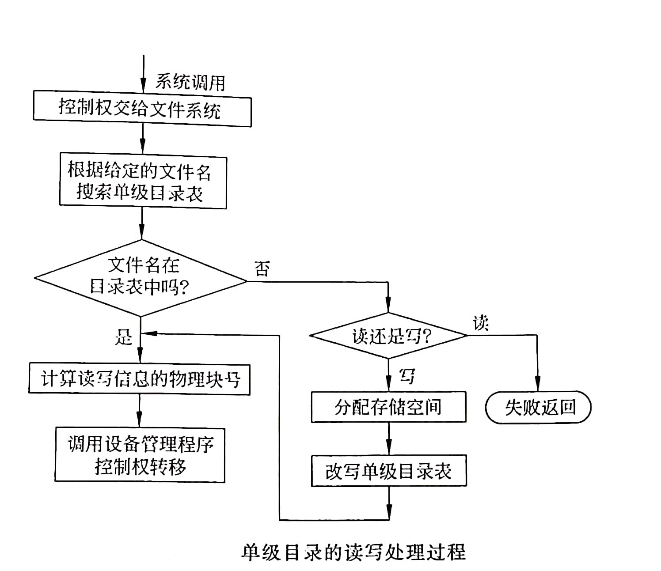 系统调用
控制权交给文件系统
根据给定的文件名
搜索单级目录表
文件名在
目录表中吗?
否
是
读还是写?
读
写
计算读写信息的物理块号
分配存储空间
失败返回
调用设备管理程序
控制权转移
改写单级目录表
单级目录的读写处理过程